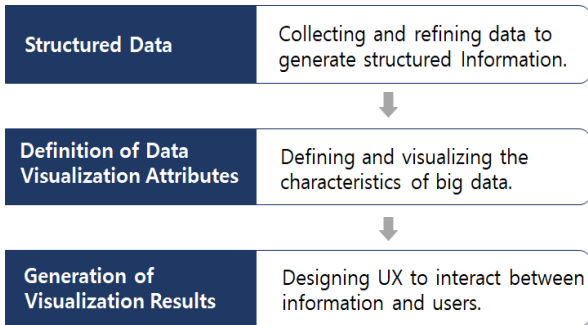 Structured Data
Collecting and refining data to
generate structured Information.
Definition of Data
Visualization Attributes
Defining and visualizing the
characteristics of big data.
Generation of
Visualization Results
Designing UX to interact between
information and users.